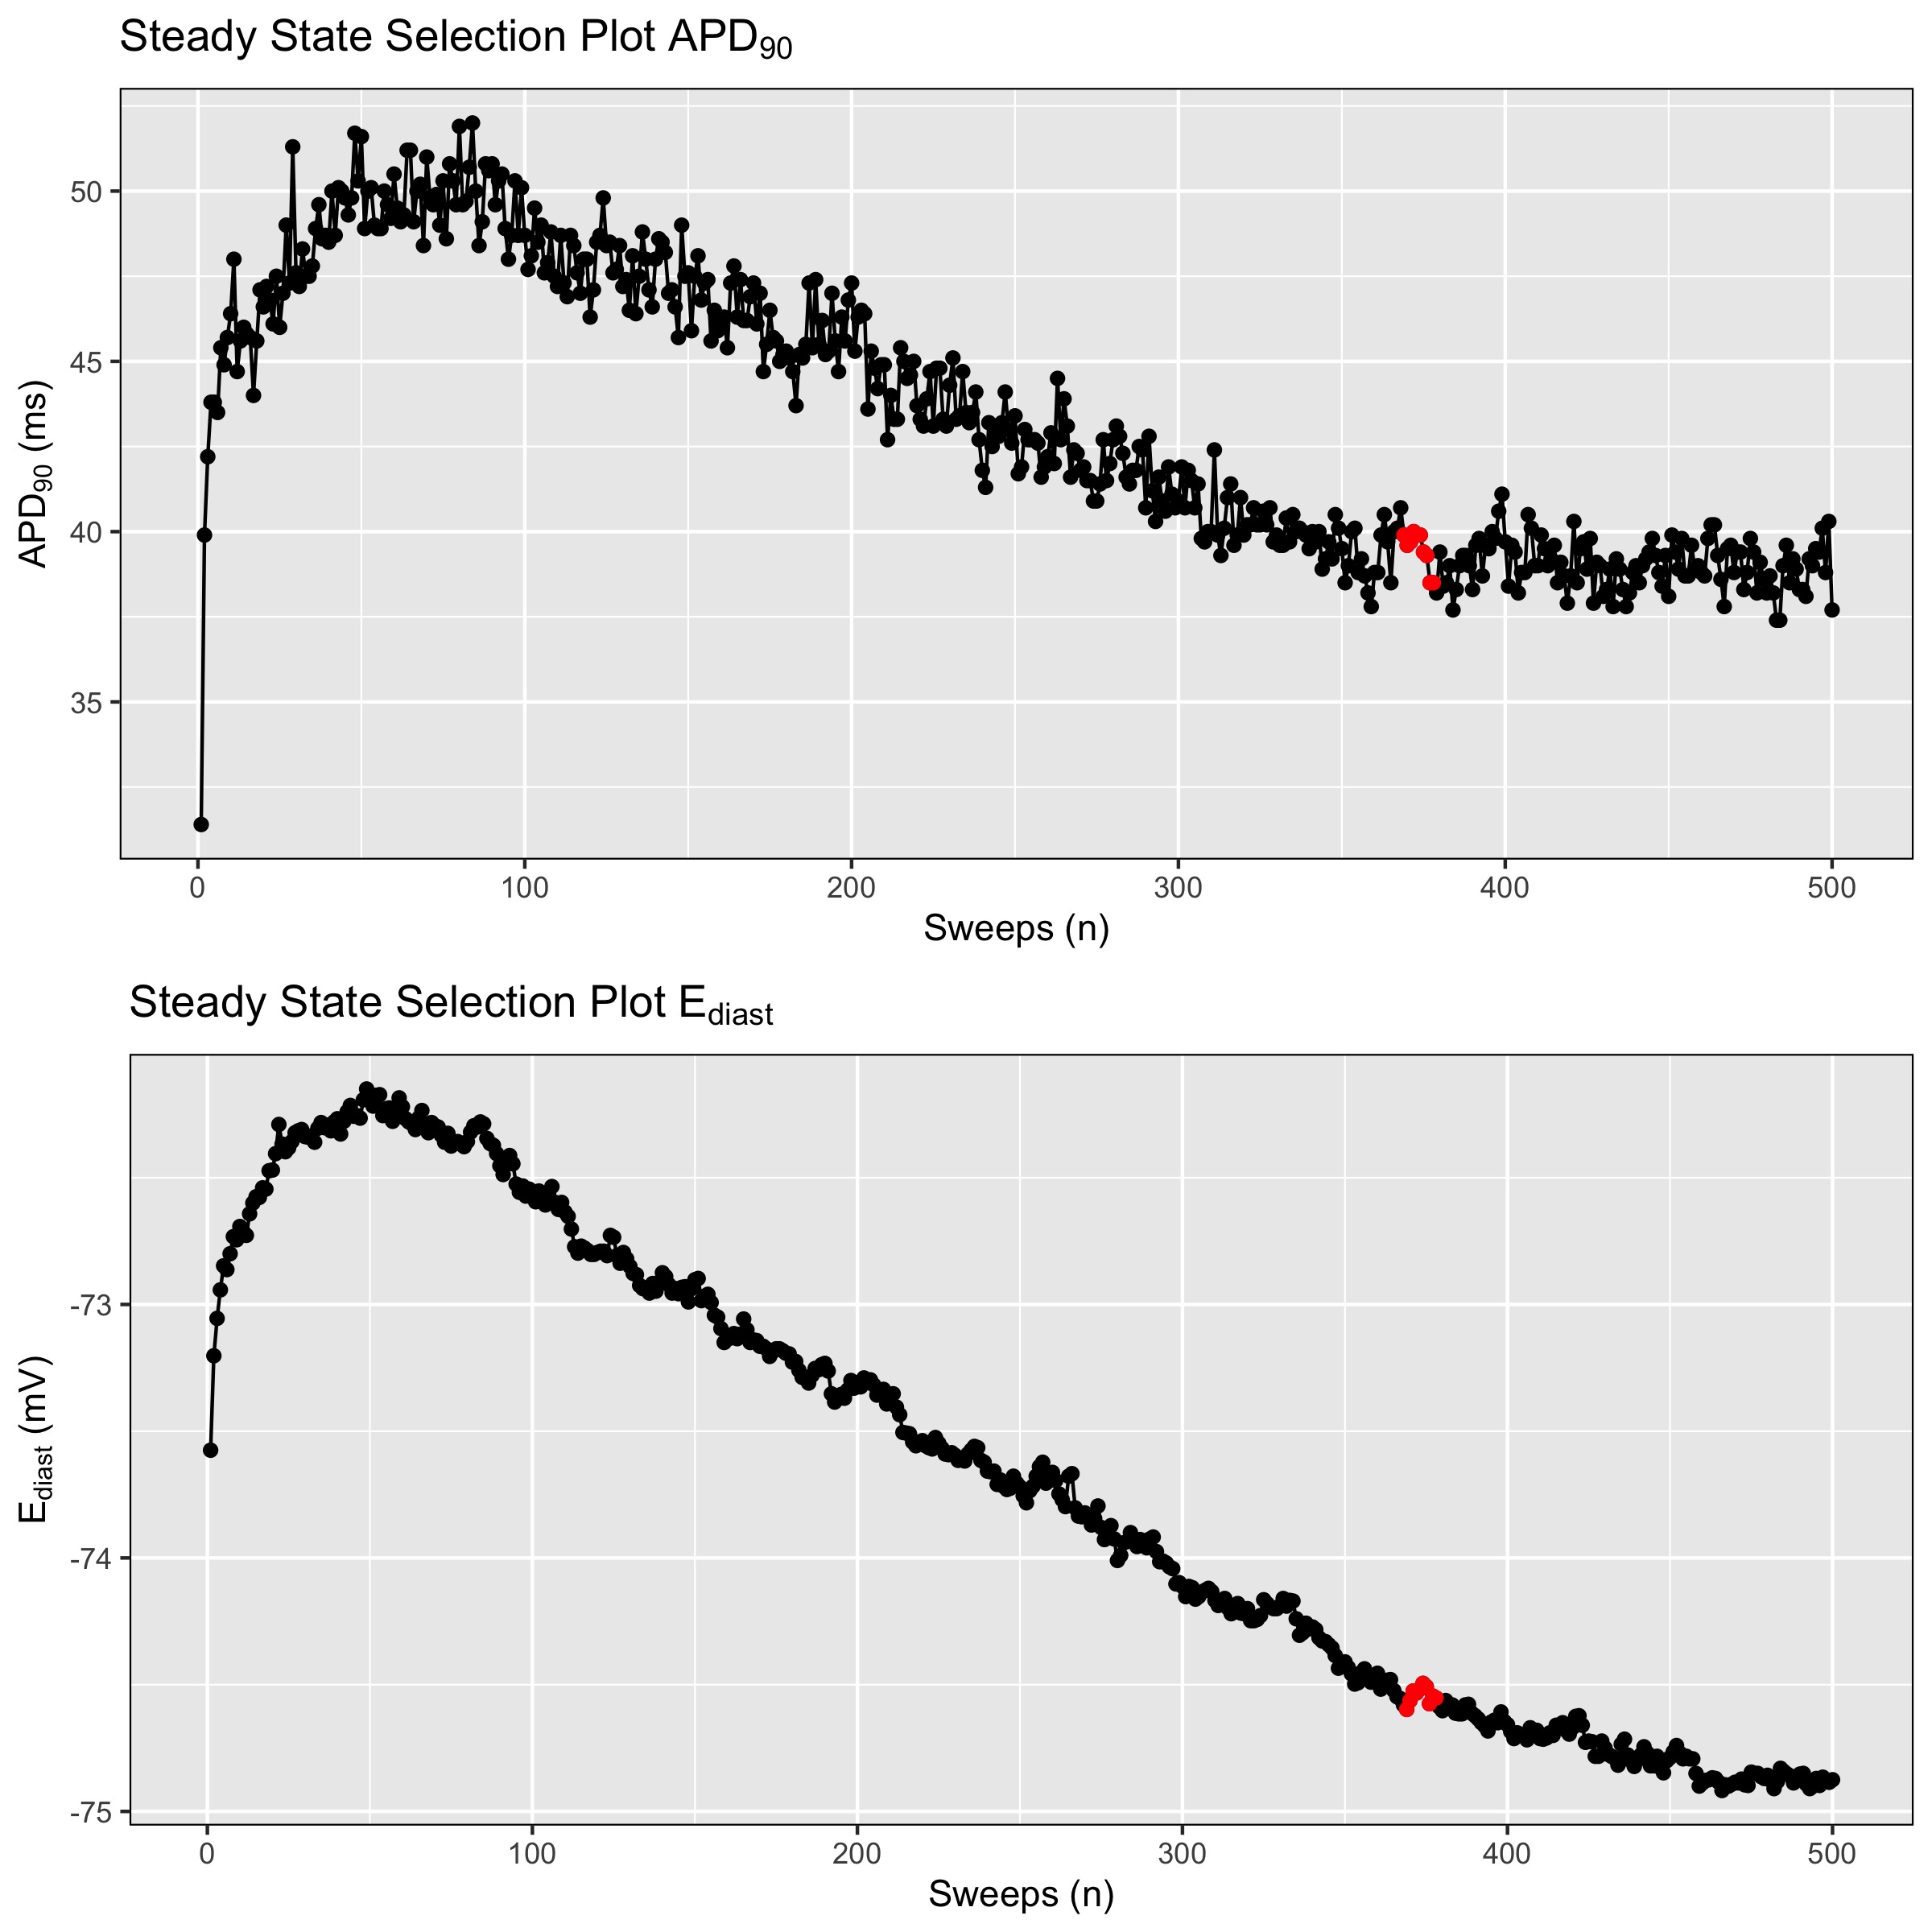 Steady State Selection Plot APD90
50
45
40
35
APD90 (ms)
0 100 200 300 400 500
Sweeps (n)
Steady State Selection Plot Ediast
-73
-74
-75
Ediast (mV)
0 100 200 300 400 500
Sweeps (n)